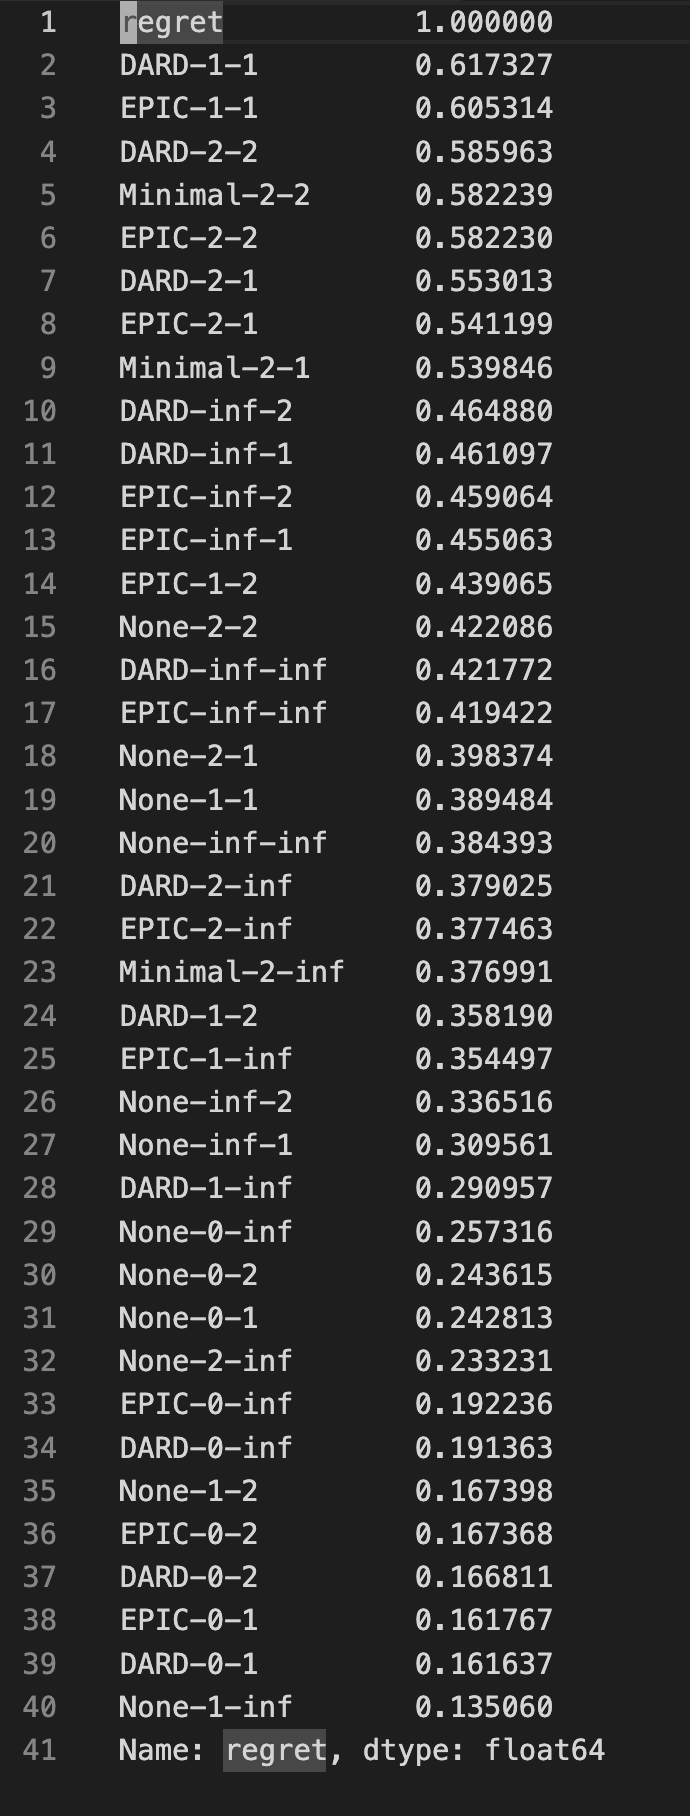 1 regret 1.000000
2 DARD-1-1 0.617327
3 EPIC-1-1 0.605314
4 DARD-2-2 0.585963
5 Minimal-2-2 0.582239
6 EPIC-2-2 0.582230
7 DARD-2-1 0.553013
8 EPIC-2-1 0.541199
9 Minimal-2-1 0.539846
10 DARD-inf-2 0.464880
11 DARD-inf-1 0.461097
12 EPIC-inf-2 0.459064
13 EPIC-inf-1 0.455063
14 EPIC-1-2 0.439065
15 None-2-2 0.422086
16 DARD-inf-inf 0.421772
17 EPIC-inf-inf 0.419422
18 None-2-1 0.398374
19 None-1-1 0.389484
20 None-inf-inf 0.384393
21 DARD-2-inf 0.379025
22 EPIC-2-inf 0.377463
23 Minimal-2-inf 0.376991
24 DARD-1-2 0.358190
25 EPIC-1-inf 0.354497
26 None-inf-2 0.336516
27 None-inf-1 0.309561
28 DARD-1-inf 0.290957
29 None-0-inf 0.257316
30 None-0-2 0.243615
31 None-0-1 0.242813
32 None-2-inf 0.233231
33 EPIC-0-inf 0.192236
34 DARD-0-inf 0.191363
35 None-1-2 0.167398
36 EPIC-0-2 0.167368
37 DARD-0-2 0.166811
38 EPIC-0-1 0.161767
39 DARD-0-1 0.161637
40 None-1-inf 0.135060
41 Name: regret, dtype: float64